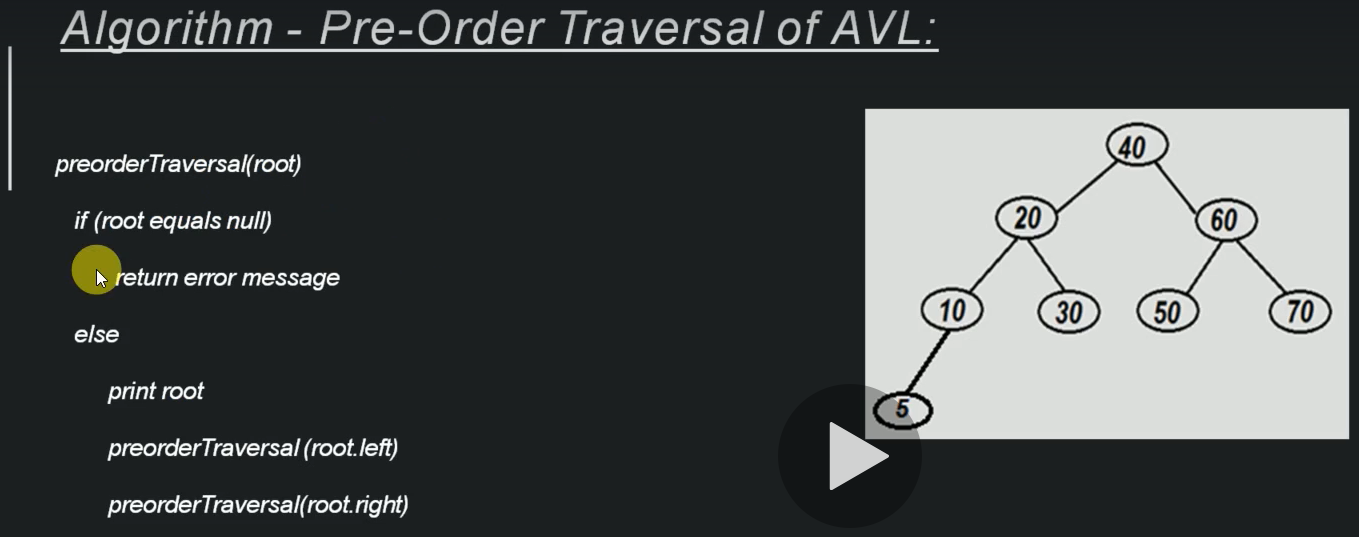 Algorithm - Pre-Order Traversal of AVL:
preorderTraversal(root)
if (root equals null)
return error message
else
print root
preorderTraversal (root.left)
preorderTraversal(root.right)
40
20
60
10
30
50
70
5